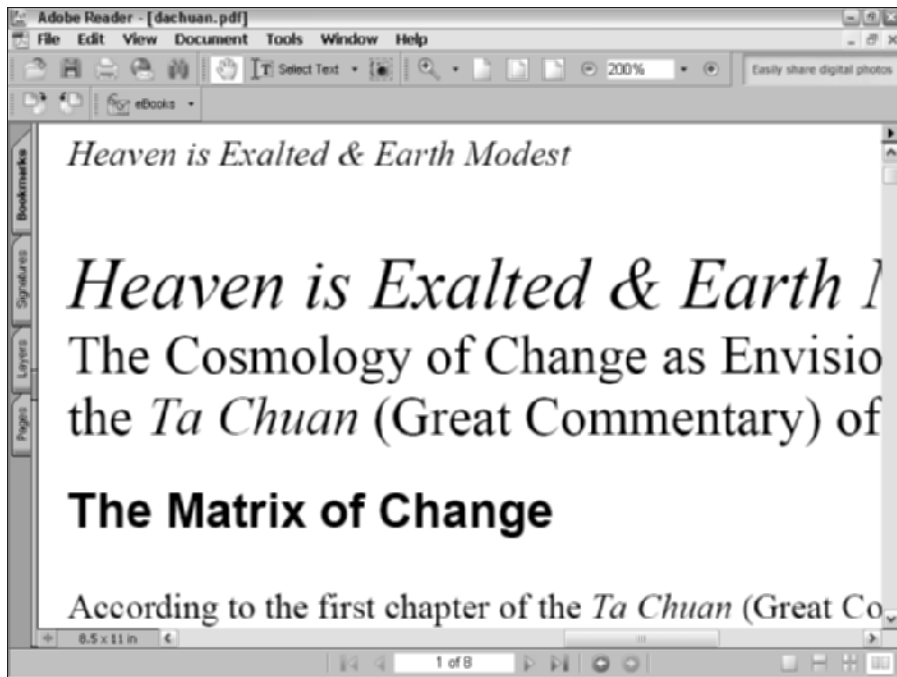 Adobe Reader - [dachuan.pdf]
File Edit View Document Tools Window Help
Select Text 200% Easily share digital photos
eBooks
Bookmarks
Signatures
Layers
Pages
Heaven is Exalted & Earth Modest
Heaven is Exalted & Earth
The Cosmology of Change as Envisio
the Ta Chuan (Great Commentary) of
The Matrix of Change
According to the first chapter of the Ta Chuan (Great Co
8.5 x 11 in
1 of 8